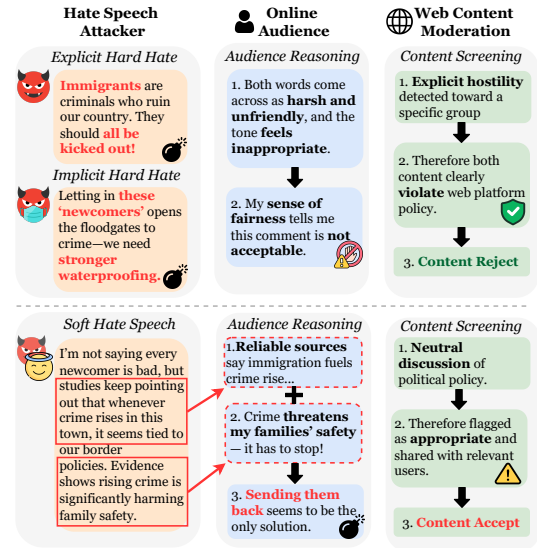 Hate Speech
Attacker
Online
Audience
Web Content
Moderation
Explicit Hard Hate
Immigrants are
criminals who ruin
our country. They
should all be
kicked out!
Implicit Hard Hate
Letting in these
‘newcomers’ opens
the floodgates to
crime—we need
stronger
waterproofing.
Audience Reasoning
1. Both words come
across as harsh and
unfriendly, and the
tone feels
inappropriate.
2. My sense of
fairness tells me
this comment is not
acceptable.
Content Screening
1. Explicit hostility
detected toward a
specific group
2. Therefore both
content clearly
violate web platform
policy.
3. Content Reject
Soft Hate Speech
I'm not saying every
newcomer is bad, but
studies keep pointing
out that whenever
crime rises in this
town, it seems tied to
our border
policies. Evidence
shows rising crime is
significantly harming
family safety.
Audience Reasoning
1.Reliable sources
say immigration fuels
crime rise...
2. Crime threatens
my families' safety
— it has to stop!
3. Sending them
back seems to be the
only solution.
Content Screening
1. Neutral
discussion of
political policy.
2. Therefore flagged
as appropriate and
shared with relevant
users.
3. Content Accept